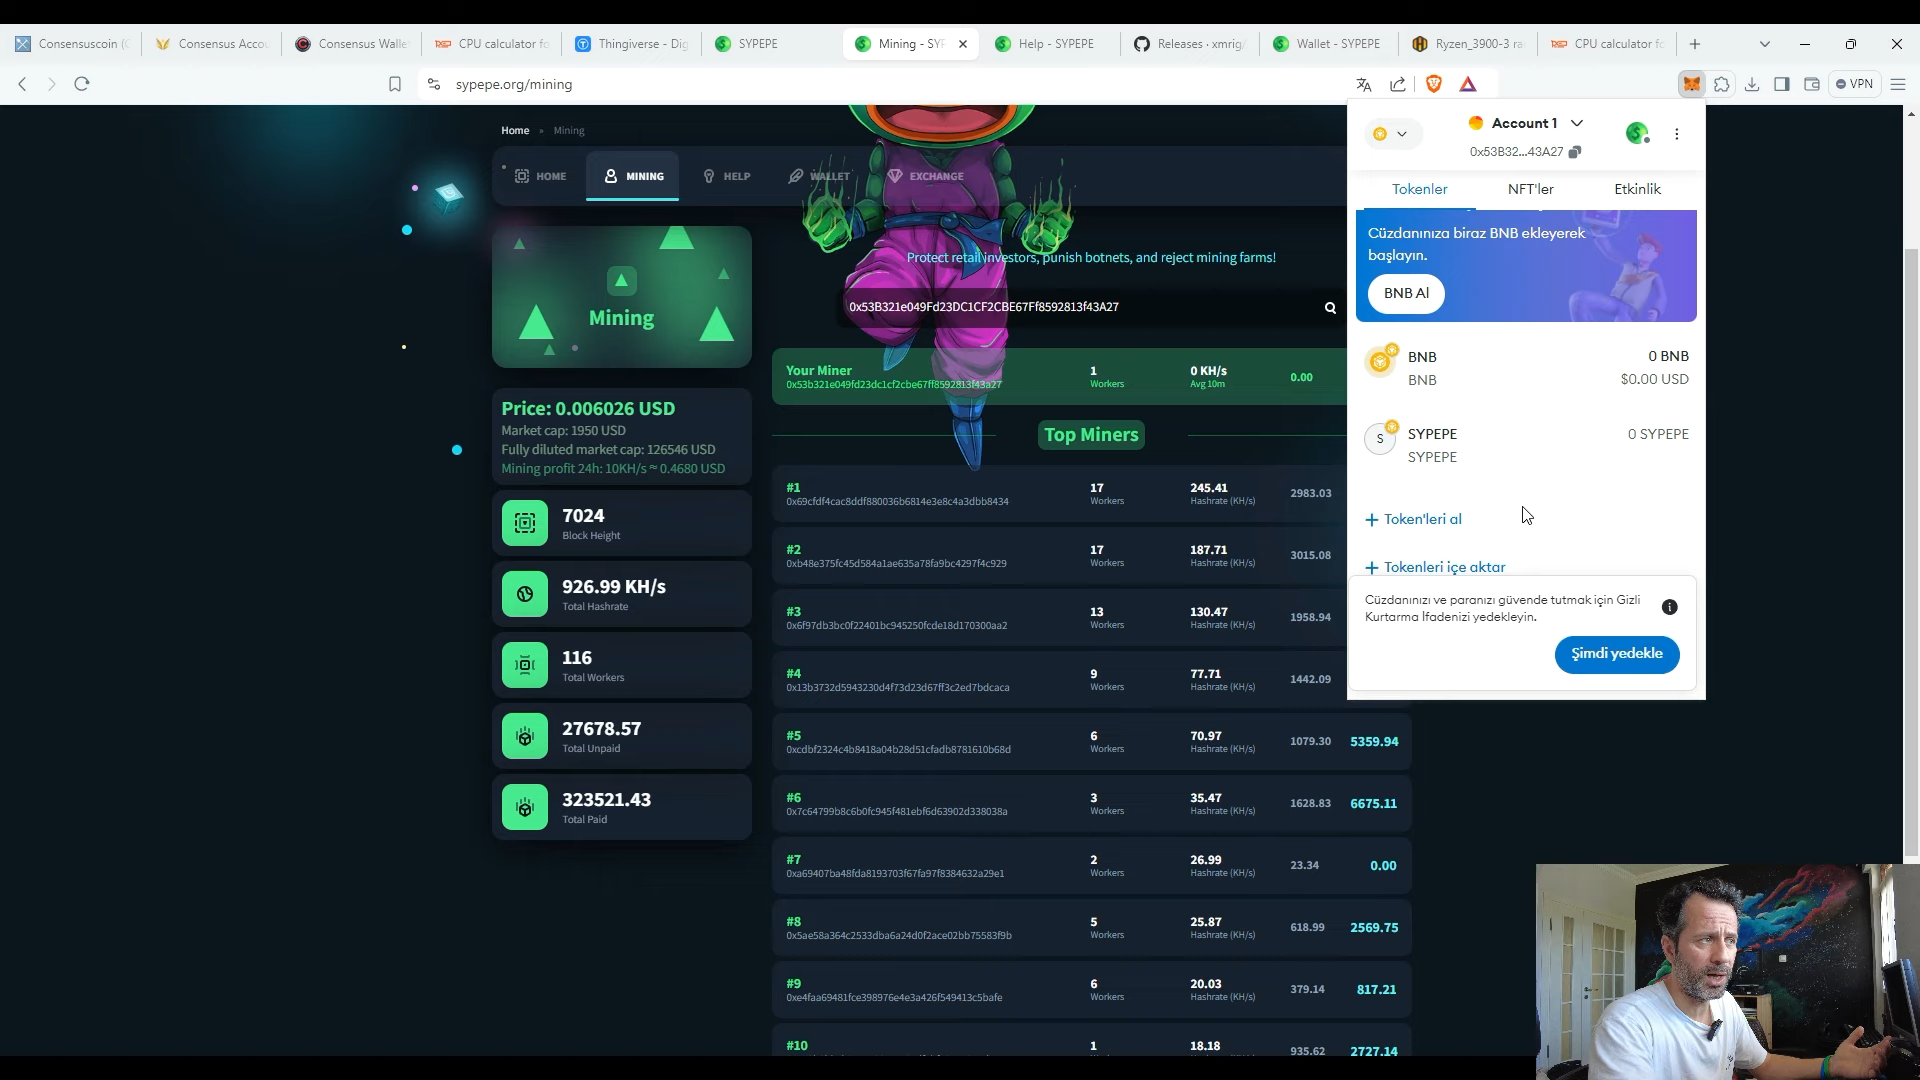 Consensuscoin (
Consensus Accou
Consensus Walle
CPU calculator fo
Thingiverse - Dig
SYPEPE
Mining - SYP
Help - SYPEPE
Releases · xmrig
Wallet - SYPEPE
Ryzen_3900-3 ra
CPU calculator fo
sypepe.org/mining
VPN
Home » Mining
HOME
MINING
HELP
WALLET
EXCHANGE
Mining
Price: 0.006026 USD
Market cap: 1950 USD
Fully diluted market cap: 126546 USD
Mining profit 24h: 10KH/s ≈ 0.4680 USD
7024
Block Height
926.99 KH/s
Total Hashrate
116
Total Workers
27678.57
Total Unpaid
323521.43
Total Paid
Protect retail investors, punish botnets, and reject mining farms!
0x53B321e049Fd23DC1CF2CBE67Ff8592813f43A27
Your Miner 1 0 KH/s 0.00
0x53b321e049fd23dc1cf2cbe67ff8592813f43a27 Workers Avg 10m
Top Miners
#1 17 245.41 2983.03
0x69cfdf4cac8ddf880036b6814e3e8c4a3dbb8434 Workers Hashrate (KH/s)
#2 17 187.71 3015.08
0xb48e375fc45d584a1ae635a78fa9bc4297f4c929 Workers Hashrate (KH/s)
#3 13 130.47 1958.94
0x6f97db3bc0f22401bc945250fcde18d170300aa2 Workers Hashrate (KH/s)
#4 9 77.71 1442.09
0x13b3732d5943230d4f73d23d67ff3c2ed7bdcaca Workers Hashrate (KH/s)
#5 6 70.97 1079.30 5359.94
0xcdbf2324c4b8418a04b28d51cfadb8781610b68d Workers Hashrate (KH/s)
#6 3 35.47 1628.83 6675.11
0x7c64799b8c6b0fc945f481ebf6d63902d338038a Workers Hashrate (KH/s)
#7 2 26.99 23.34 0.00
0xa69407ba48fda8193703f67fa97f8384632a29e1 Workers Hashrate (KH/s)
#8 5 25.87 618.99 2569.75
0x5ae58a364c2533dba6a24d0f2ace02bb75583f9b Workers Hashrate (KH/s)
#9 6 20.03 379.14 817.21
0xe4faa69481fce398976e4e3a426f549413c5bafe Workers Hashrate (KH/s)
#10 1 18.18 935.62 2727.14
Account 1
0x53B32...43A27
Tokenler NFT'ler Etkinlik
Cüzdanınıza biraz BNB ekleyerek
başlayın.
BNB Al
BNB 0 BNB
BNB $0.00 USD
S
SYPEPE 0 SYPEPE
SYPEPE
+ Token'leri al
+ Tokenleri içe aktar
Cüzdanınızı ve paranızı güvende tutmak için Gizli
Kurtarma İfadenizi yedekleyin.
Şimdi yedekle